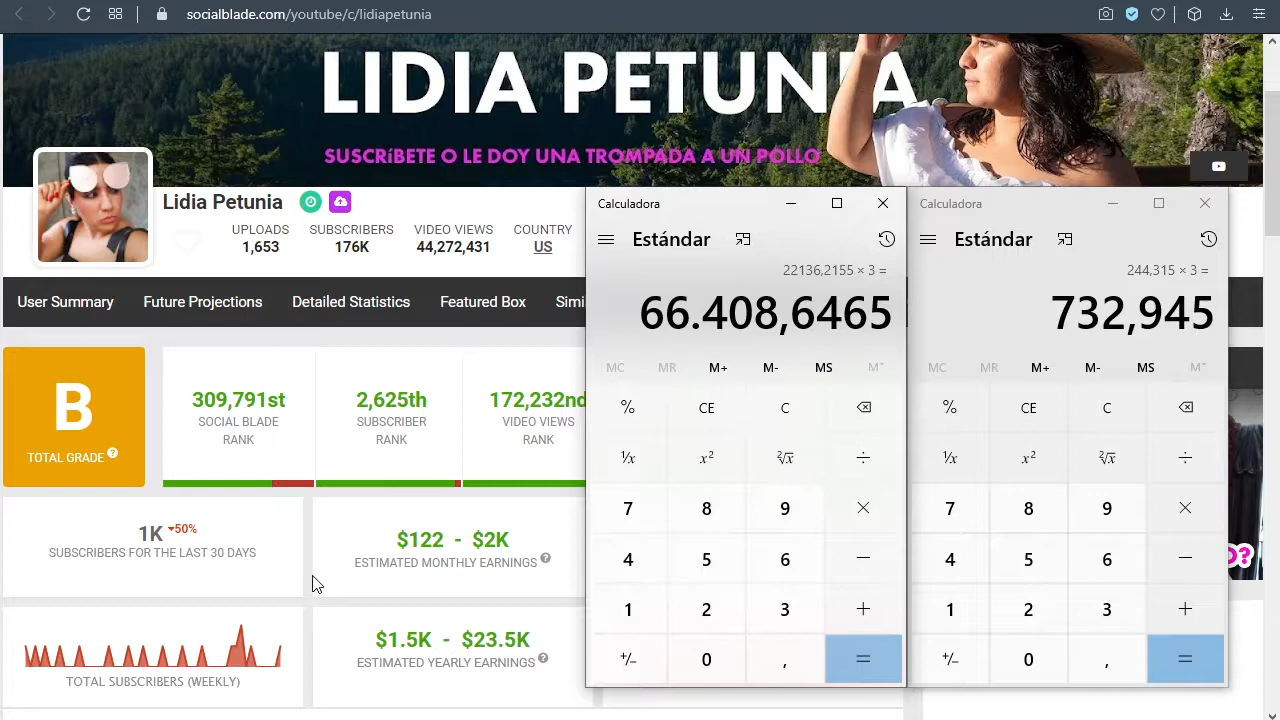 socialblade.com/youtube/c/lidiapetunia
LIDIA PETUNIA
SUSCRíBETE O LE DOY UNA TROMPADA A UN POLLO
Lidia Petunia
UPLOADS SUBSCRIBERS VIDEO VIEWS COUNTRY
1,653 176K 44,272,431 US
User Summary Future Projections Detailed Statistics Featured Box Simi
B
TOTAL GRADE ?
309,791st 2,625th 172,232nd
SOCIAL BLADE SUBSCRIBER VIDEO VIEWS
RANK RANK RANK
1K 50%
SUBSCRIBERS FOR THE LAST 30 DAYS
$122 - $2K
ESTIMATED MONTHLY EARNINGS ?
TOTAL SUBSCRIBERS (WEEKLY)
$1.5K - $23.5K
ESTIMATED YEARLY EARNINGS ?
Calculadora
Estándar
22136,2155 × 3 =
66.408,6465
MC MR M+ M- MS M˅
% CE C
¹/x x² ²√x ÷
7 8 9 ×
4 5 6 −
1 2 3 +
+/− 0 , =
Calculadora
Estándar
244,315 × 3 =
732,945
MC MR M+ M- MS M˅
% CE C
¹/x x² ²√x ÷
7 8 9 ×
4 5 6 −
1 2 3 +
+/− 0 , =